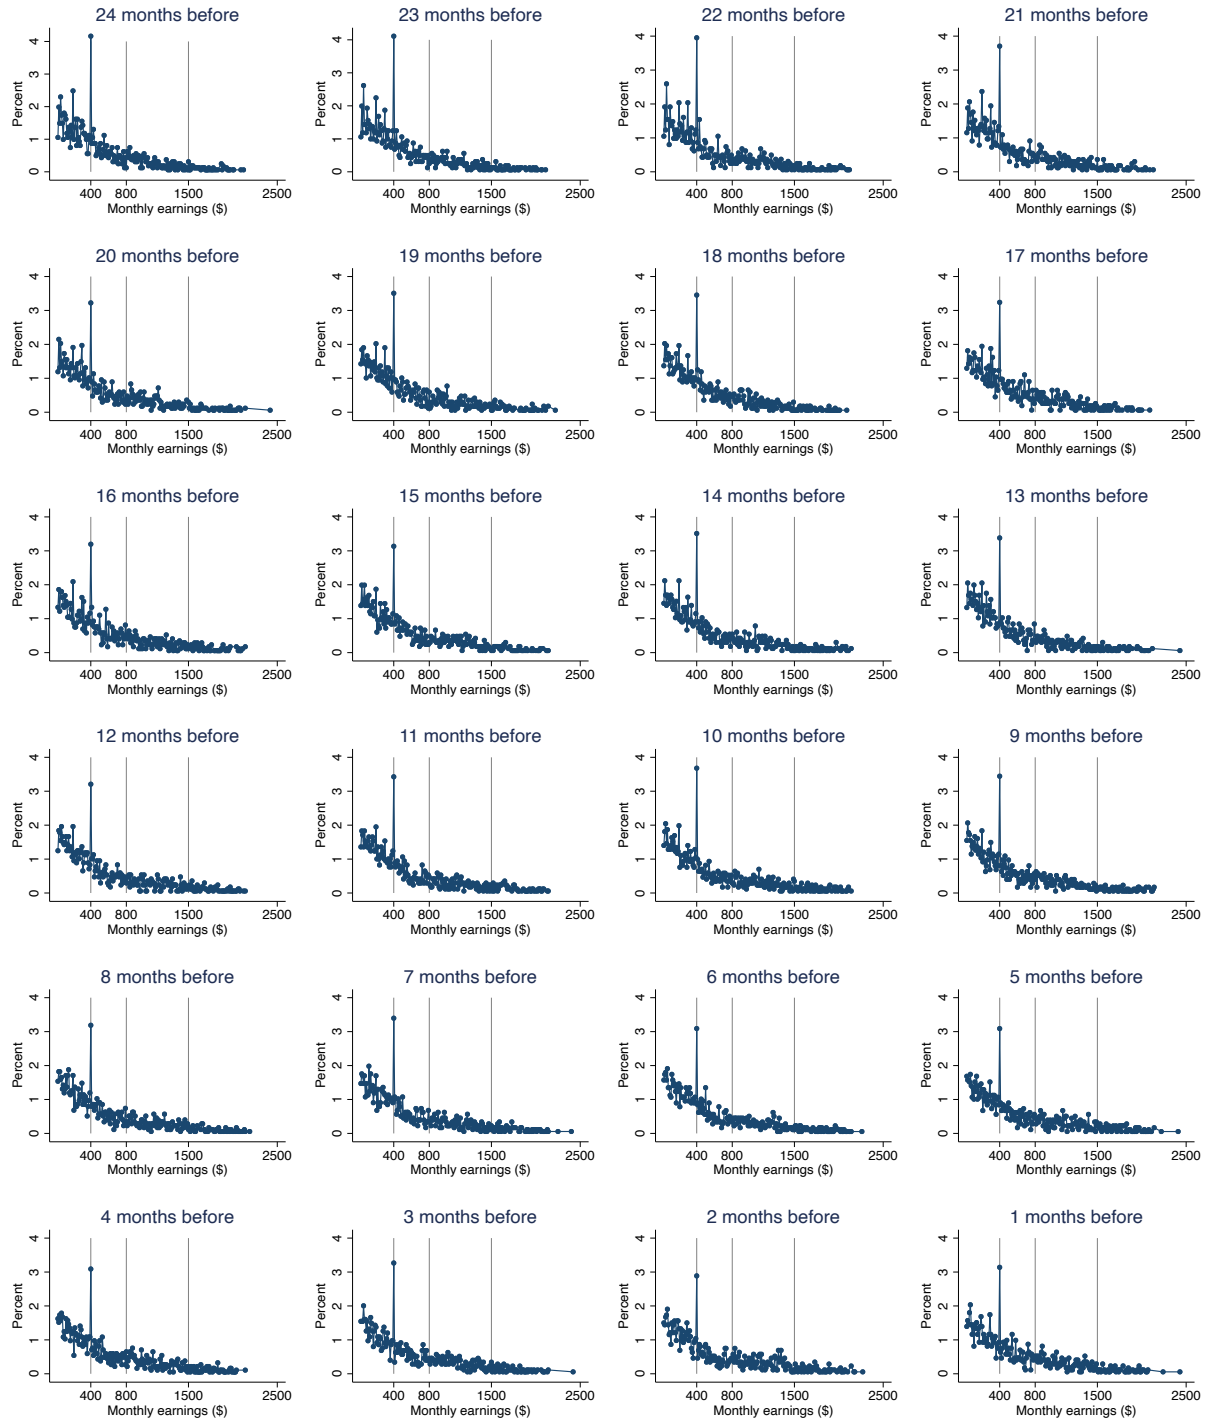 24 months before
23 months before
22 months before
21 months before
Percent
0 1 2 3 4
Percent
0 1 2 3 4
Percent
0 1 2 3 4
Percent
0 1 2 3 4
400 800 1500 2500
400 800 1500 2500
400 800 1500 2500
400 800 1500 2500
Monthly earnings ($)
Monthly earnings ($)
Monthly earnings ($)
Monthly earnings ($)
20 months before
19 months before
18 months before
17 months before
Percent
0 1 2 3 4
Percent
0 1 2 3 4
Percent
0 1 2 3 4
Percent
0 1 2 3 4
400 800 1500 2500
400 800 1500 2500
400 800 1500 2500
400 800 1500 2500
Monthly earnings ($)
Monthly earnings ($)
Monthly earnings ($)
Monthly earnings ($)
16 months before
15 months before
14 months before
13 months before
Percent
0 1 2 3 4
Percent
0 1 2 3 4
Percent
0 1 2 3 4
Percent
0 1 2 3 4
400 800 1500 2500
400 800 1500 2500
400 800 1500 2500
400 800 1500 2500
Monthly earnings ($)
Monthly earnings ($)
Monthly earnings ($)
Monthly earnings ($)
12 months before
11 months before
10 months before
9 months before
Percent
0 1 2 3 4
Percent
0 1 2 3 4
Percent
0 1 2 3 4
Percent
0 1 2 3 4
400 800 1500 2500
400 800 1500 2500
400 800 1500 2500
400 800 1500 2500
Monthly earnings ($)
Monthly earnings ($)
Monthly earnings ($)
Monthly earnings ($)
8 months before
7 months before
6 months before
5 months before
Percent
0 1 2 3 4
Percent
0 1 2 3 4
Percent
0 1 2 3 4
Percent
0 1 2 3 4
400 800 1500 2500
400 800 1500 2500
400 800 1500 2500
400 800 1500 2500
Monthly earnings ($)
Monthly earnings ($)
Monthly earnings ($)
Monthly earnings ($)
4 months before
3 months before
2 months before
1 months before
Percent
0 1 2 3 4
Percent
0 1 2 3 4
Percent
0 1 2 3 4
Percent
0 1 2 3 4
400 800 1500 2500
400 800 1500 2500
400 800 1500 2500
400 800 1500 2500
Monthly earnings ($)
Monthly earnings ($)
Monthly earnings ($)
Monthly earnings ($)